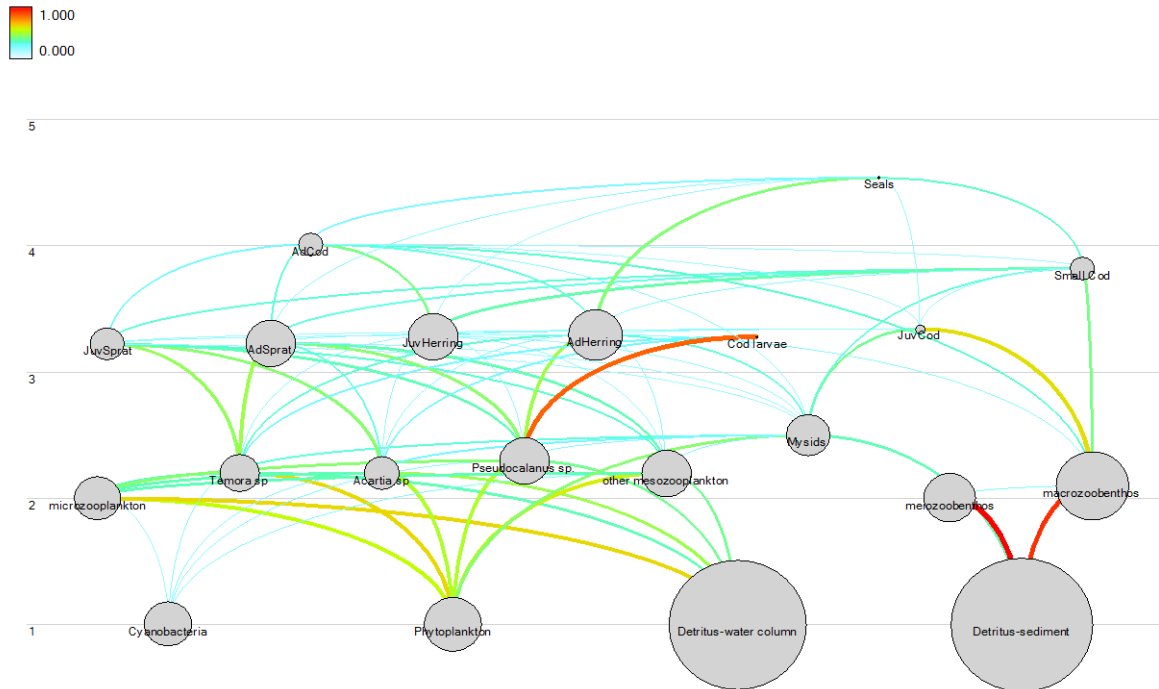 1.000
0.000
5
Seals
4
AdCod
SmallCod
JuvSprat
AdSprat
JuvHerring
AdHerring
Cod larvae
JuvCod
3
Mysids
Temora sp
Acartia sp
Pseudocalanus sp.
other mesozooplankton
microzooplankton
2
meiozoobenthos
macrozoobenthos
1
Cyanobacteria
Phytoplankton
Detritus-water column
Detritus-sediment